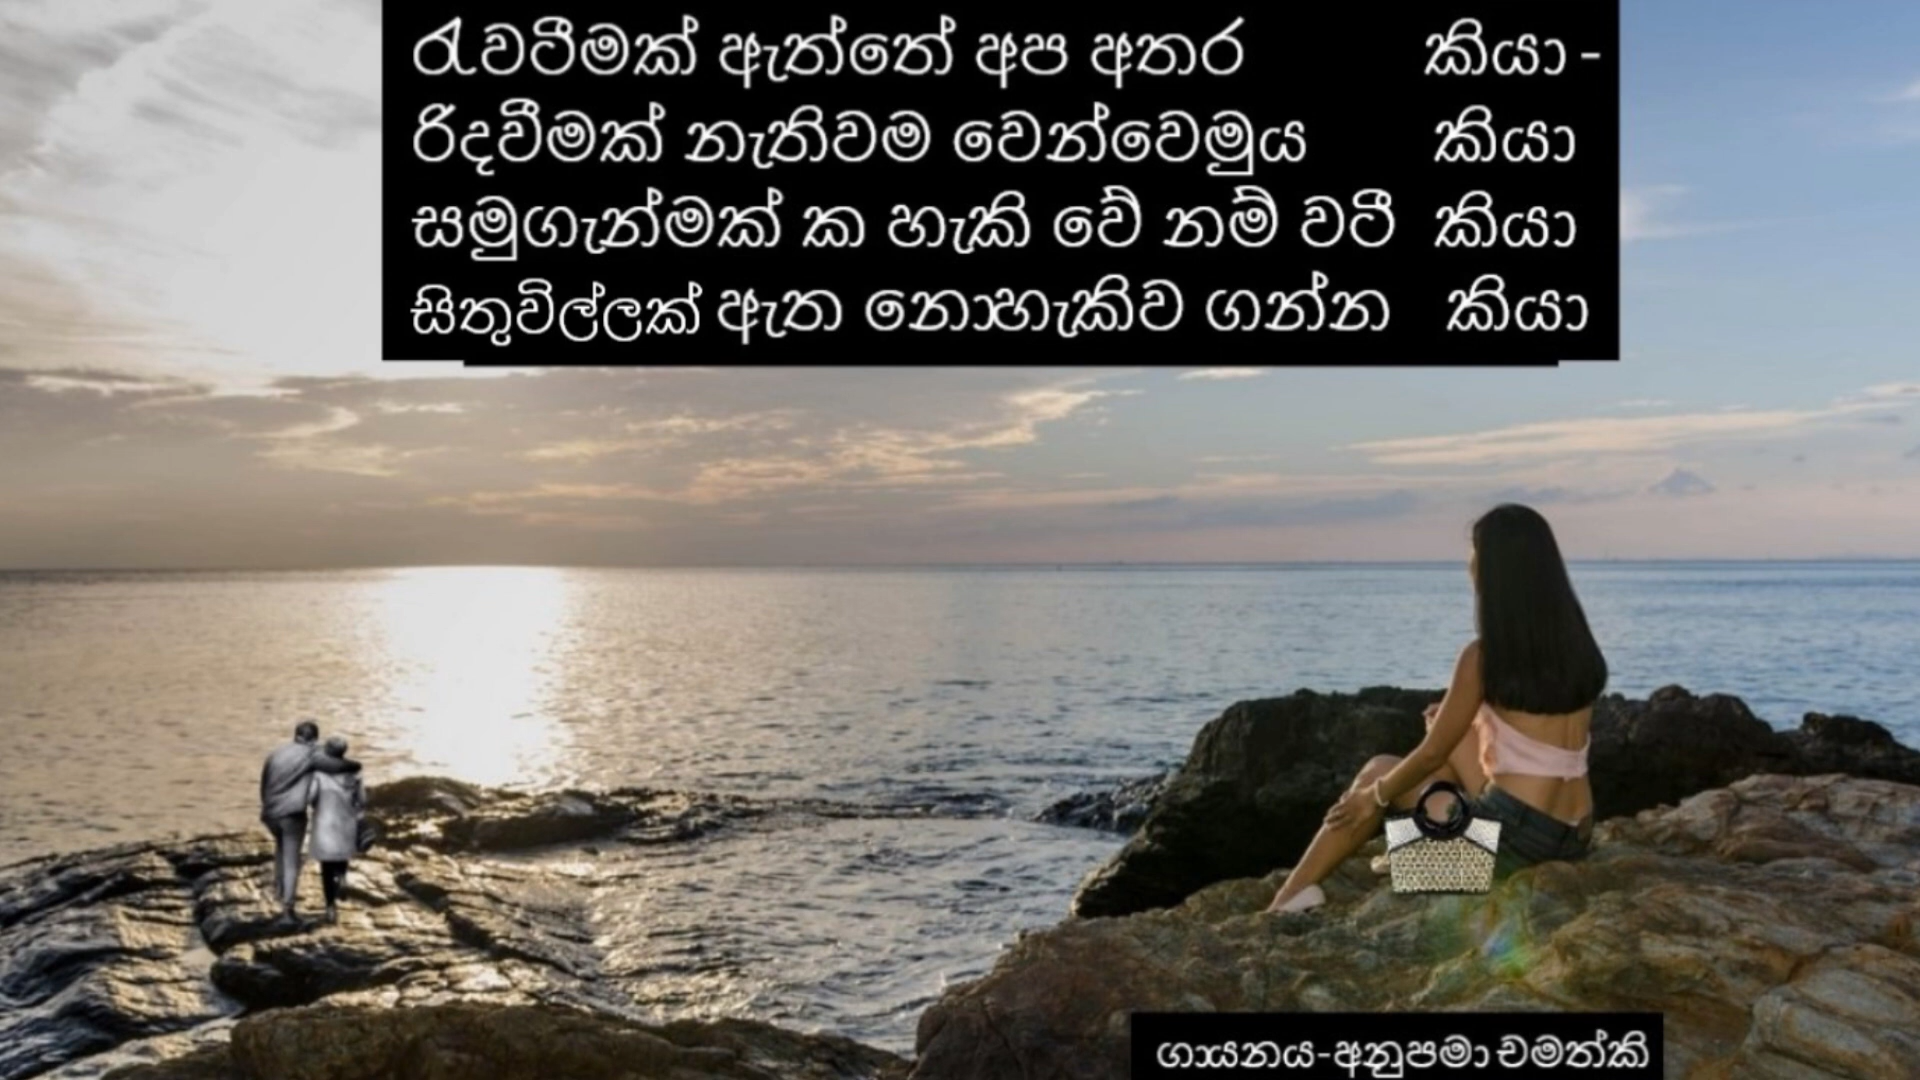 රැවටීමක් ඇත්තේ අප අතර කියා -
රිදවීමක් නැතිවම වෙන්වෙමුය කියා
සමුගැන්මක් ක හැකි වේ නම් වටී කියා
සිතුවිල්ලක් ඇත නොහැකිව ගන්න කියා
ගායනය-අනුපමා චමත්කි